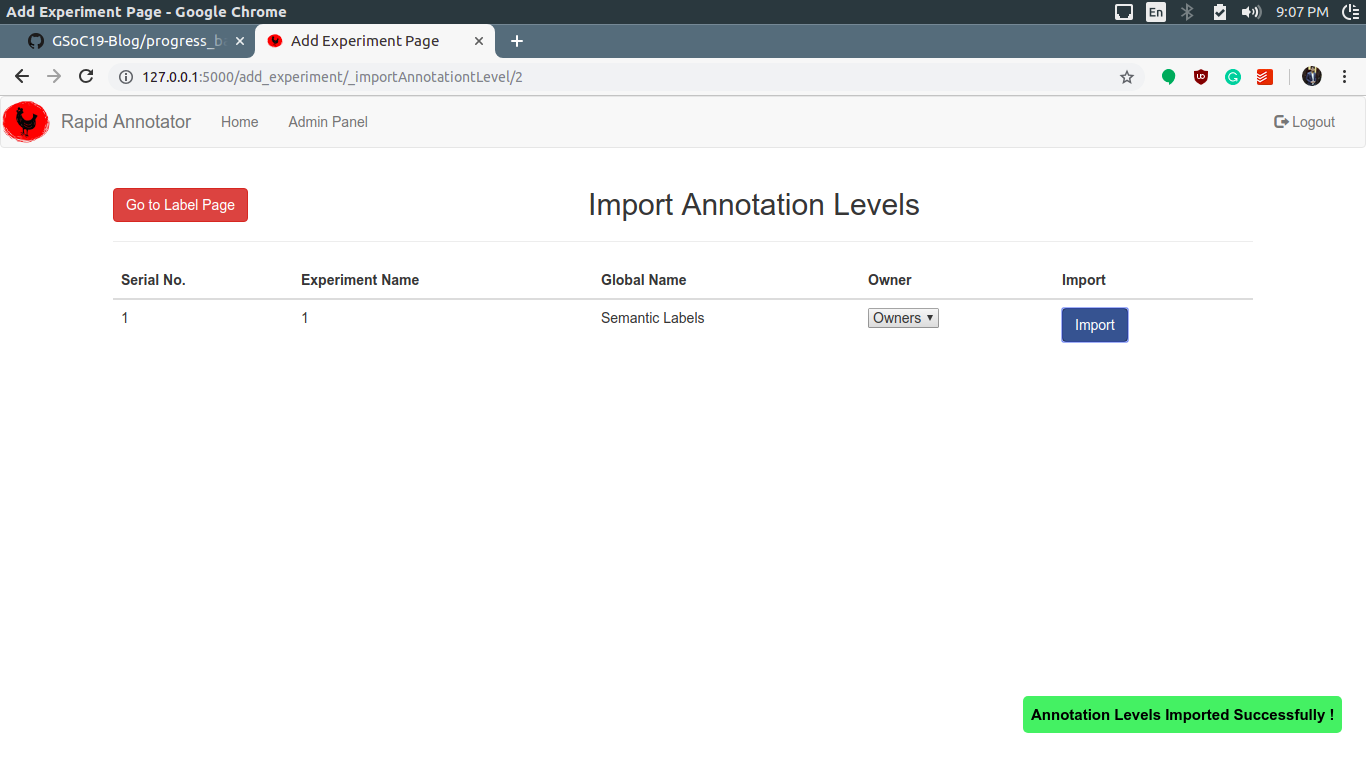 Add Experiment Page - Google Chrome
En
9:07 PM
GSoC19-Blog/progress_b
Add Experiment Page
127.0.0.1:5000/add_experiment/_importAnnotationtLevel/2
Rapid Annotator
Home
Admin Panel
Logout
Go to Label Page
Import Annotation Levels
Serial No. Experiment Name Global Name Owner Import
1 1 Semantic Labels Owners Import
Annotation Levels Imported Successfully !